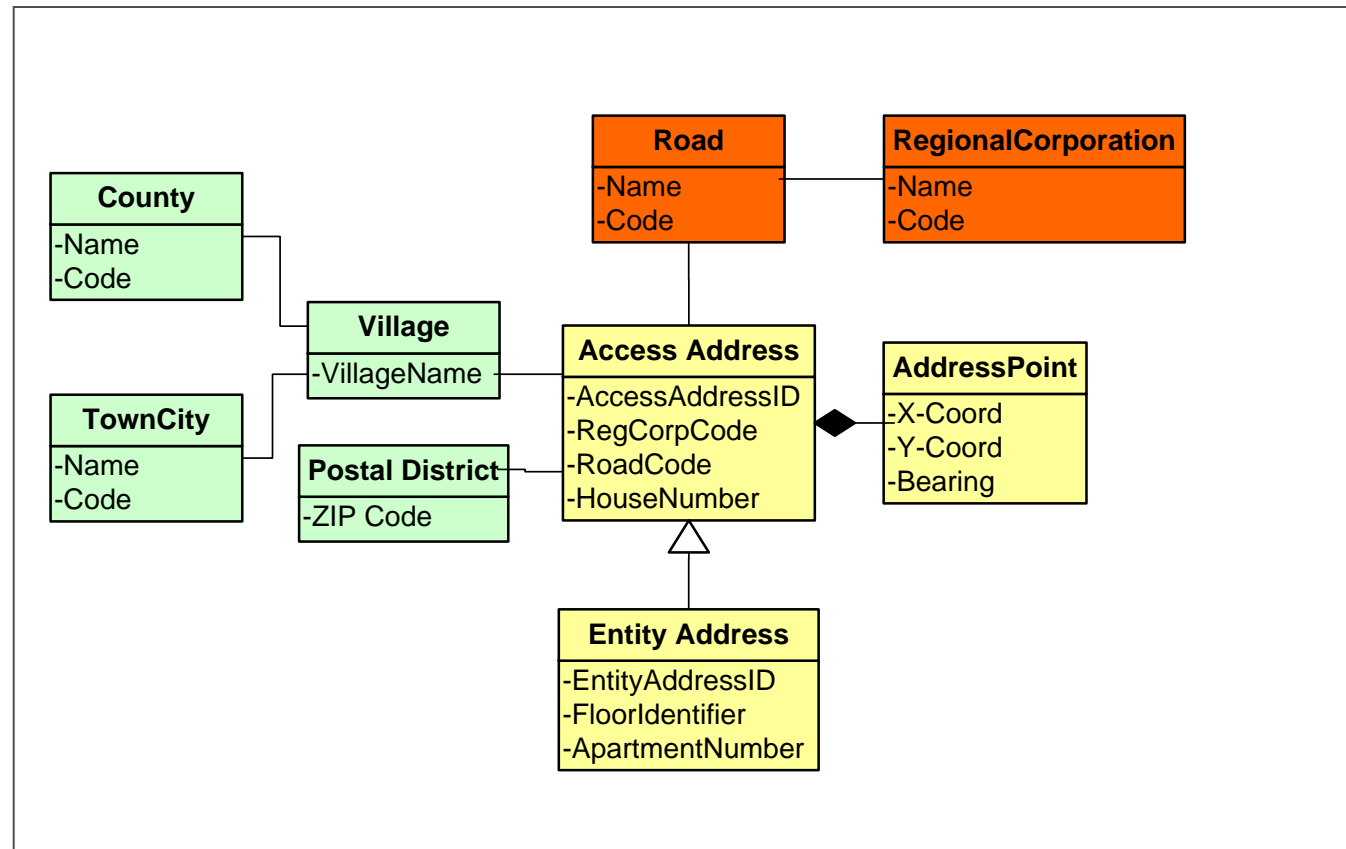 Road
-Name
-Code
RegionalCorporation
-Name
-Code
County
-Name
-Code
Village
-VillageName
TownCity
-Name
-Code
Postal District
-ZIP Code
Access Address
-AccessAddressID
-RegCorpCode
-RoadCode
-HouseNumber
AddressPoint
-X-Coord
-Y-Coord
-Bearing
Entity Address
-EntityAddressID
-FloorIdentifier
-ApartmentNumber